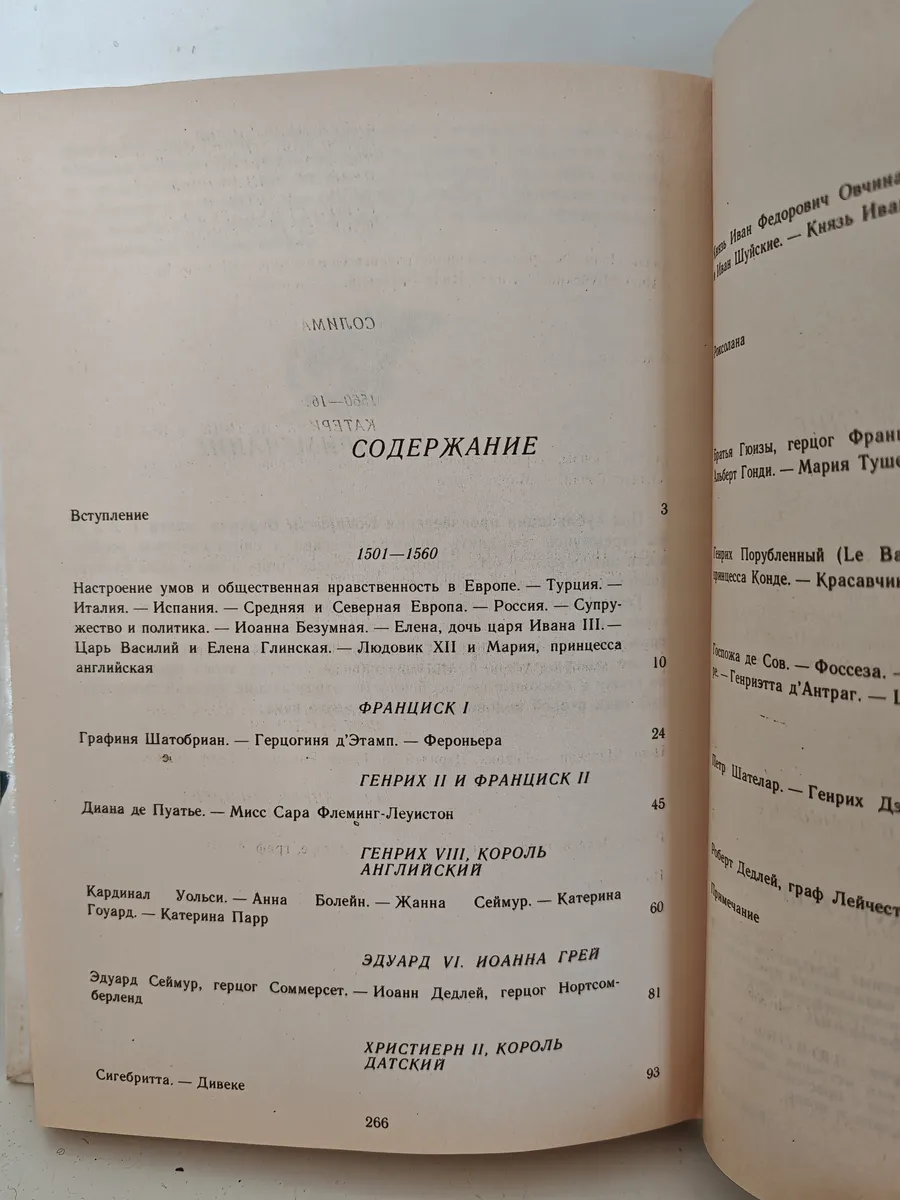 СОДЕРЖАНИЕ
Вступление 3
1501—1560
Настроение умов и общественная нравственность в Европе. — Турция. —
Италия. — Испания. — Средняя и Северная Европа. — Россия. — Супру-
жество и политика. — Иоанна Безумная. — Елена, дочь царя Ивана III. —
Царь Василий и Елена Глинская. — Людовик XII и Мария, принцесса
английская 10
ФРАНЦИСК I
Графиня Шатобриан. — Герцогиня д'Этамп. — Фероньера 24
ГЕНРИХ II И ФРАНЦИСК II
Диана де Пуатье. — Мисс Сара Флеминг-Леуистон 45
ГЕНРИХ VIII, КОРОЛЬ
АНГЛИЙСКИЙ
Кардинал Уольси. — Анна Болейн. — Жанна Сеймур. — Катерина
Гоуард. — Катерина Парр 60
ЭДУАРД VI. ИОАННА ГРЕЙ
Эдуард Сеймур, герцог Соммерсет. — Иоанн Дедлей, герцог Нортсом-
берленд 81
ХРИСТИЕРН II, КОРОЛЬ
ДАТСКИЙ
Сигебритта. — Дивеке 93
266
Князь Иван Федорович Овчина
и Иван Шуйские. — Князь Ива
Роксолана
Братья Гюизы, герцог Фран
Альберт Гонди. — Мария Туше
Генрих Порубленный (Le Ba
принцесса Конде. — Красавчик
Госпожа де Сов. — Фоссеза. —
ре. — Генриэтта д'Антраг. —
Петр Шателар. — Генрих Дэ
Роберт Дедлей, граф Лейчест
Примечание